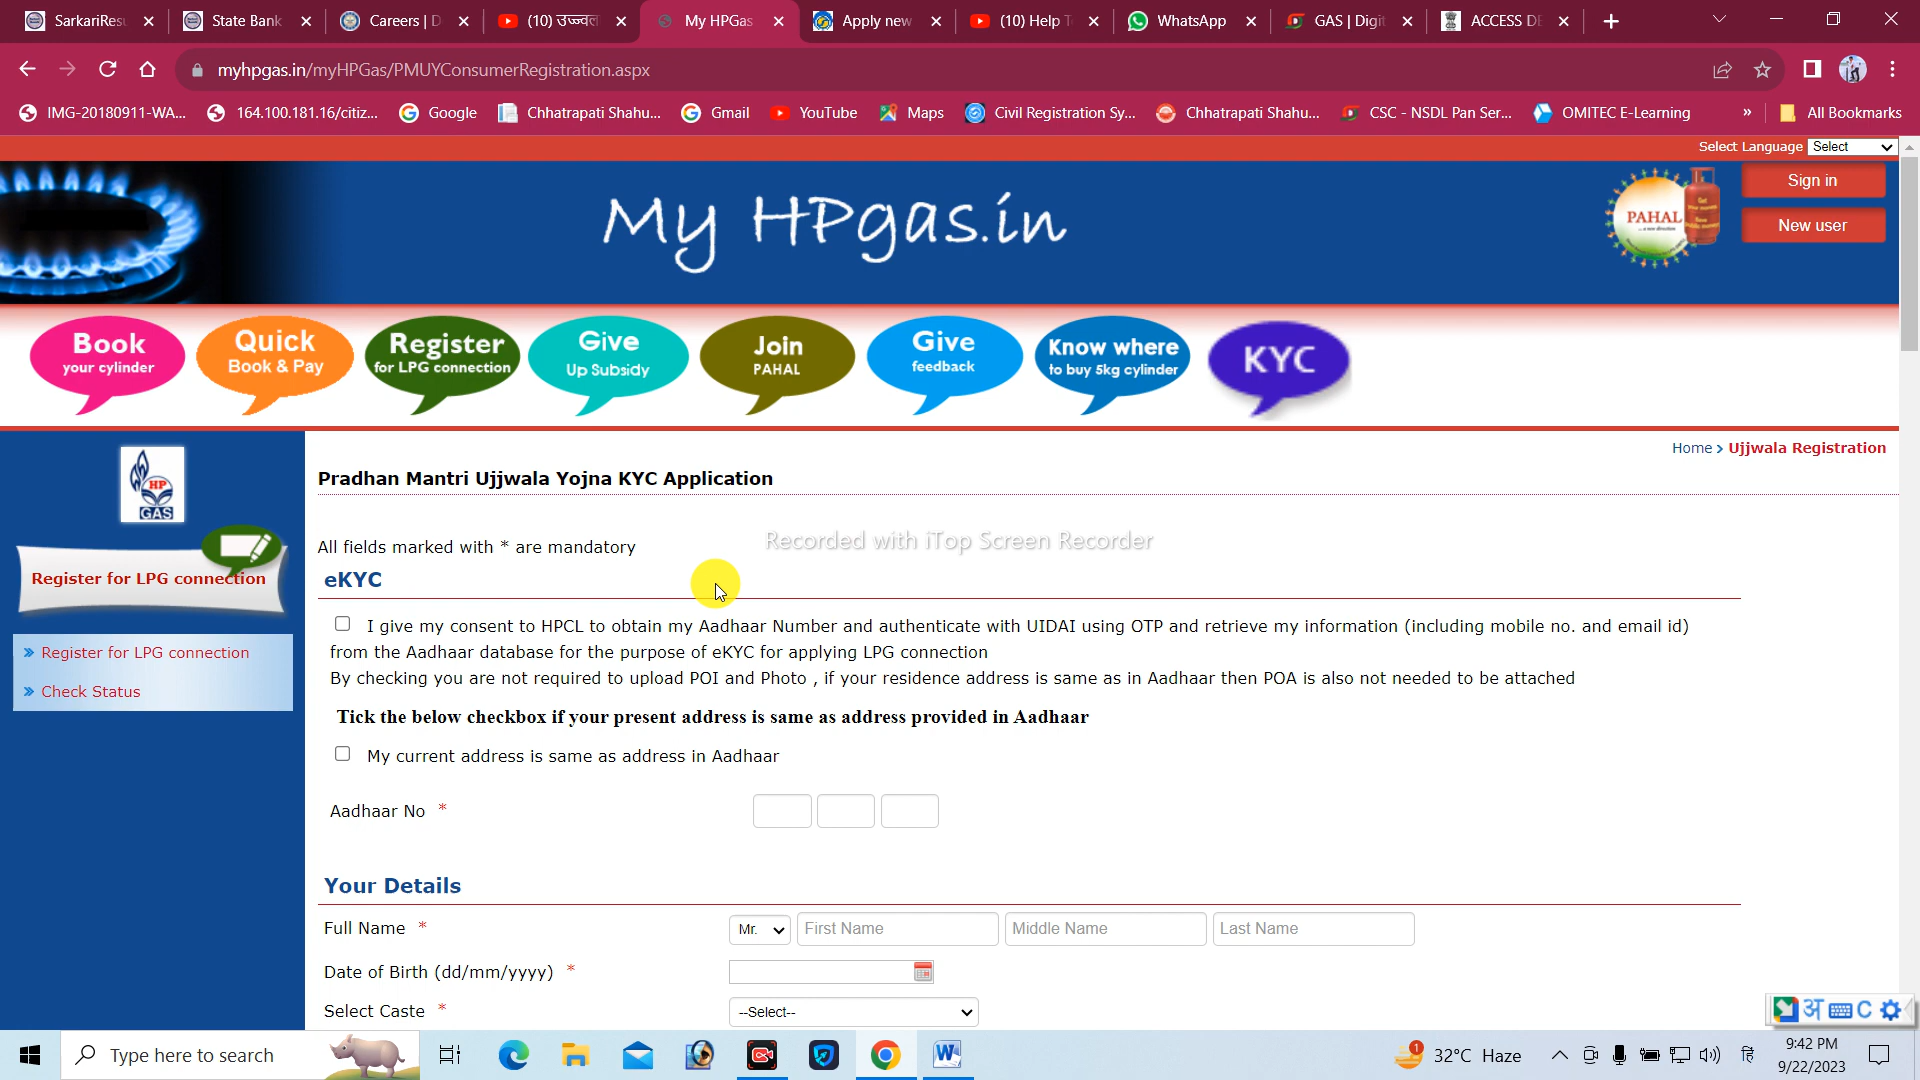 SarkariRes
State Bank
Careers | D
(10) उज्ज्वल
My HPGas
Apply new
(10) Help T
WhatsApp
GAS | Digit
ACCESS DE
myhpgas.in/myHPGas/PMUYConsumerRegistration.aspx
IMG-20180911-WA...
164.100.181.16/citiz...
Google
Chhatrapati Shahu...
Gmail
YouTube
Maps
Civil Registration Sy...
Chhatrapati Shahu...
CSC - NSDL Pan Ser...
OMITEC E-Learning
»
All Bookmarks
Select Language Select
My HPgas.in
PAHAL
Sign in
New user
Book
your cylinder
Quick
Book & Pay
Register
for LPG connection
Give
Up Subsidy
Join
PAHAL
Give
feedback
Know where
to buy 5kg cylinder
KYC
HP
GAS
Home > Ujjwala Registration
Pradhan Mantri Ujjwala Yojna KYC Application
Recorded with iTop Screen Recorder
All fields marked with * are mandatory
Register for LPG connection
eKYC
I give my consent to HPCL to obtain my Aadhaar Number and authenticate with UIDAI using OTP and retrieve my information (including mobile no. and email id)
from the Aadhaar database for the purpose of eKYC for applying LPG connection
By checking you are not required to upload POI and Photo , if your residence address is same as in Aadhaar then POA is also not needed to be attached
» Register for LPG connection
» Check Status
Tick the below checkbox if your present address is same as address provided in Aadhaar
My current address is same as address in Aadhaar
Aadhaar No *
Your Details
Full Name *
Mr.
First Name
Middle Name
Last Name
Date of Birth (dd/mm/yyyy) *
Select Caste *
--Select--
अ
C
Type here to search
1
32°C Haze
हि
9:42 PM
9/22/2023